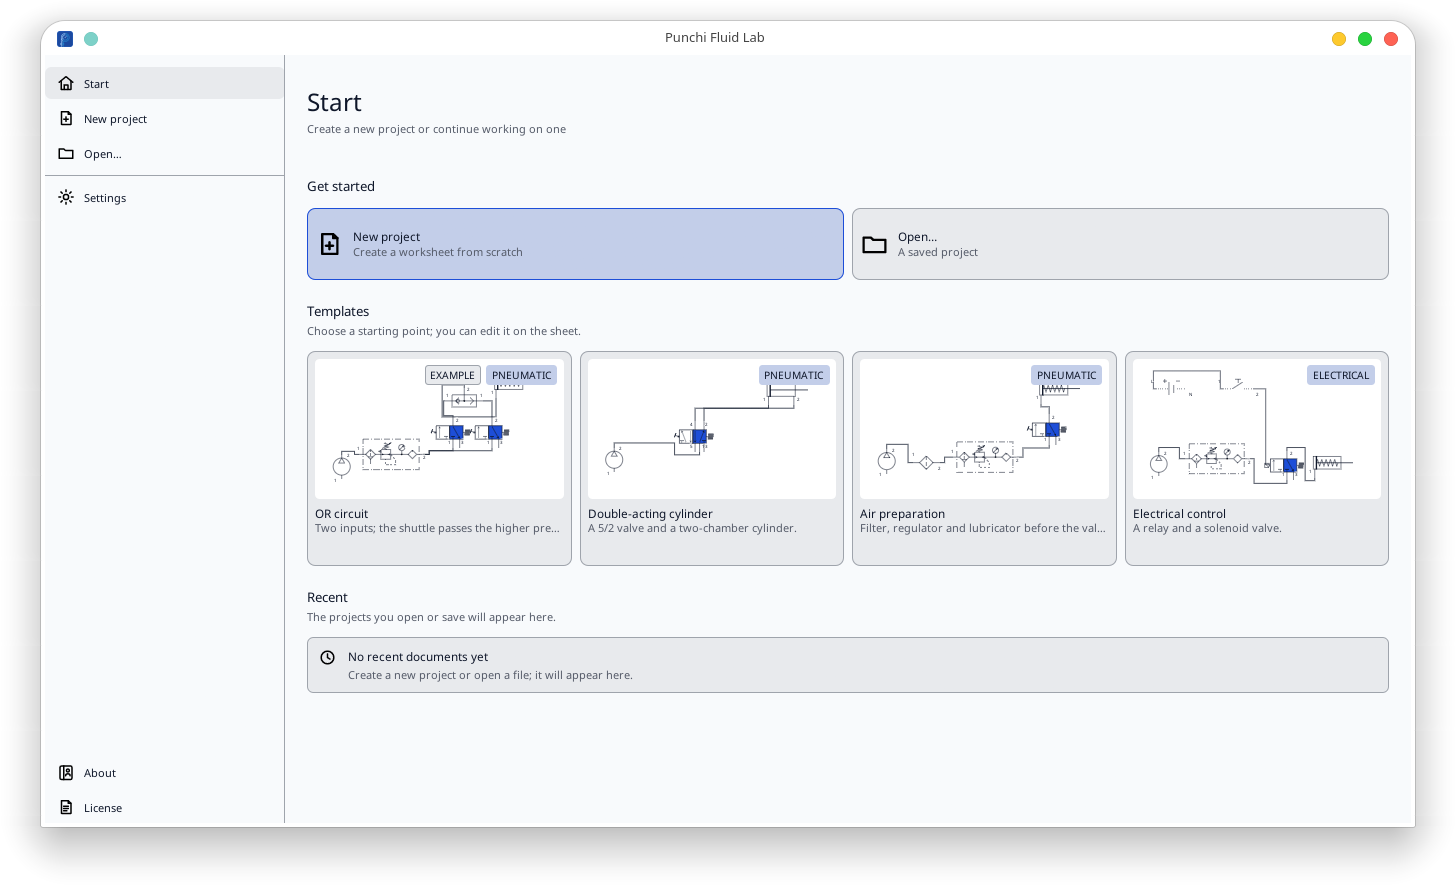 Punchi Fluid Lab
Start
New project
Open...
Settings
About
License
Start
Create a new project or continue working on one
Get started
New project
Create a worksheet from scratch
Open...
A saved project
Templates
Choose a starting point; you can edit it on the sheet.
EXAMPLE
PNEUMATIC
OR circuit
Two inputs; the shuttle passes the higher pre...
PNEUMATIC
Double-acting cylinder
A 5/2 valve and a two-chamber cylinder.
PNEUMATIC
Air preparation
Filter, regulator and lubricator before the val...
ELECTRICAL
Electrical control
A relay and a solenoid valve.
Recent
The projects you open or save will appear here.
No recent documents yet
Create a new project or open a file; it will appear here.